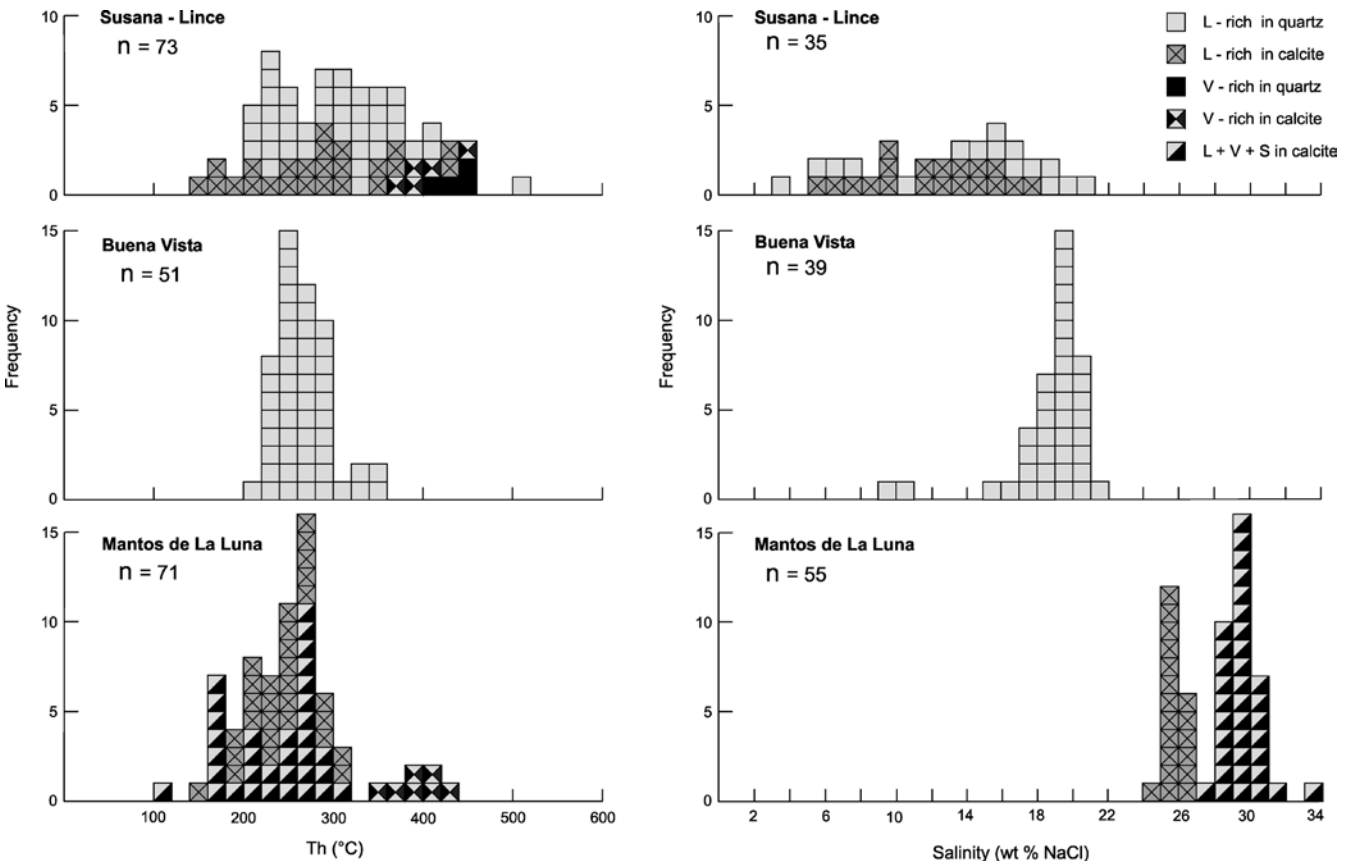 Susana - Lince
n = 73
10
5
0
Susana - Lince
n = 35
10
5
0
L - rich in quartz
L - rich in calcite
V - rich in quartz
V - rich in calcite
L + V + S in calcite
Buena Vista
n = 51
15
10
5
0
Frequency
Buena Vista
n = 39
15
10
5
0
Frequency
Mantos de La Luna
n = 71
15
10
5
0
100 200 300 400 500 600
Th (°C)
Mantos de La Luna
n = 55
15
10
5
0
2 6 10 14 18 22 26 30 34
Salinity (wt % NaCl)